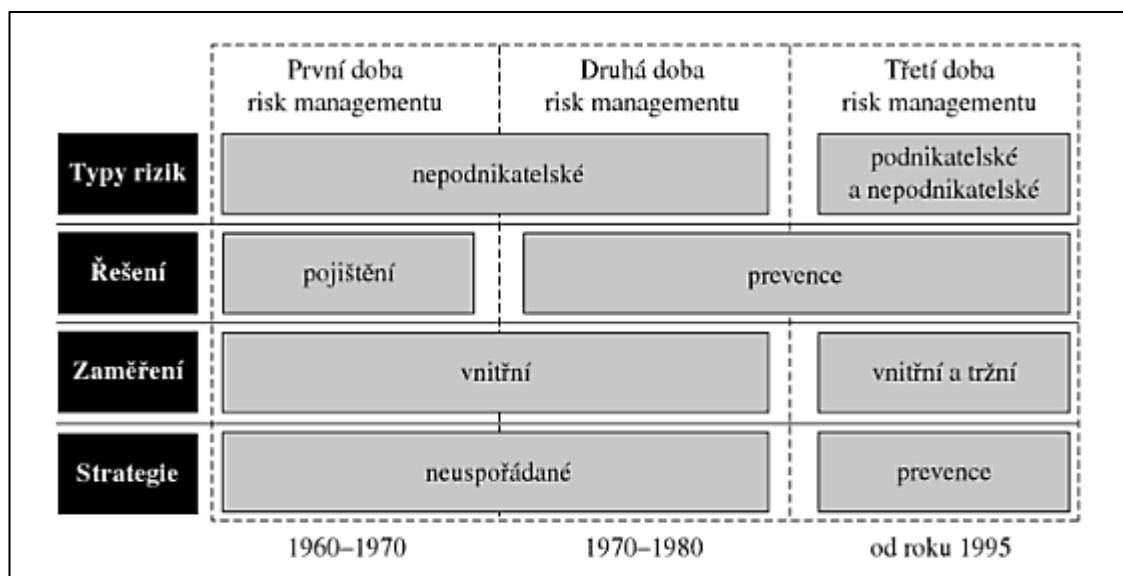 První doba
risk managementu
Druhá doba
risk managementu
Třetí doba
risk managementu
Typy rizik
nepodnikatelské
podnikatelské
a nepodnikatelské
Řešení
pojištění
prevence
Zaměření
vnitřní
vnitřní a tržní
Strategie
neuspořádané
prevence
1960–1970
1970–1980
od roku 1995